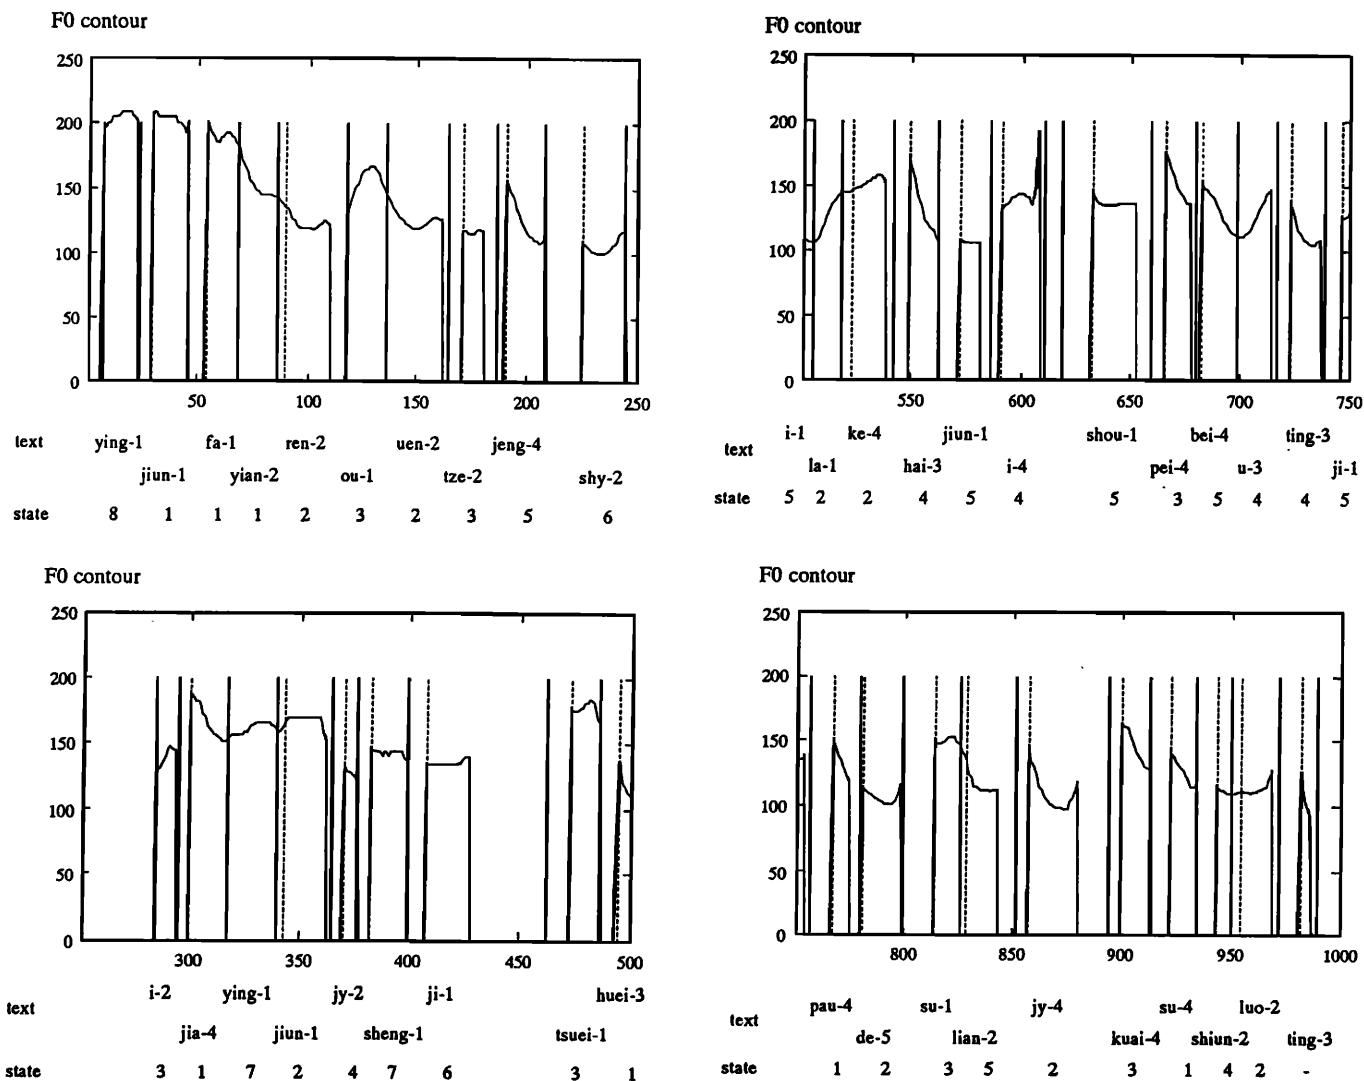 F0 contour
250
200
150
100
50
0
50 100 150 200 250
text ying-1 fa-1 ren-2 uen-2 jeng-4
jiun-1 yian-2 ou-1 tze-2 shy-2
state 8 1 1 1 2 3 2 3 5 6
F0 contour
250
200
150
100
50
0
550 600 650 700 750
i-1 ke-4 jiun-1 shou-1 bei-4 ting-3
text
la-1 hai-3 i-4 pei-4 u-3 ji-1
state 5 2 2 4 5 4 5 3 5 4 4 5
F0 contour
250
200
150
100
50
0
300 350 400 450 500
i-2 ying-1 jy-2 ji-1 huei-3
text
jia-4 jiun-1 sheng-1 tsuei-1
state 3 1 7 2 4 7 6 3 1
F0 contour
250
200
150
100
50
0
800 850 900 950 1000
pau-4 su-1 jy-4 su-4 luo-2
text
de-5 lian-2 kuai-4 shiun-2 ting-3
state 1 2 3 5 2 3 1 4 2 -